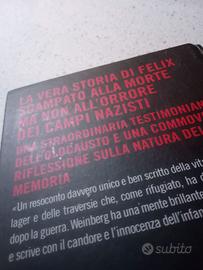 LA VERA STORIA DI FELIX
SCAMPATO ALLA MORTE
MA NON ALL'ORRORE
DEI CAMPI NAZISTI
UNA STRAORDINARIA TESTIMONIAN
DELL'OLOCAUSTO E UNA COMMOVE
RIFLESSIONE SULLA NATURA DEL
MEMORIA
«Un resoconto davvero unico e ben scritto della vita
lager e delle traversie che, come rifugiato, ha d
dopo la guerra. Weinberg ha una mente brillante
e scrive con il candore e l'innocenza dell'infan
subito